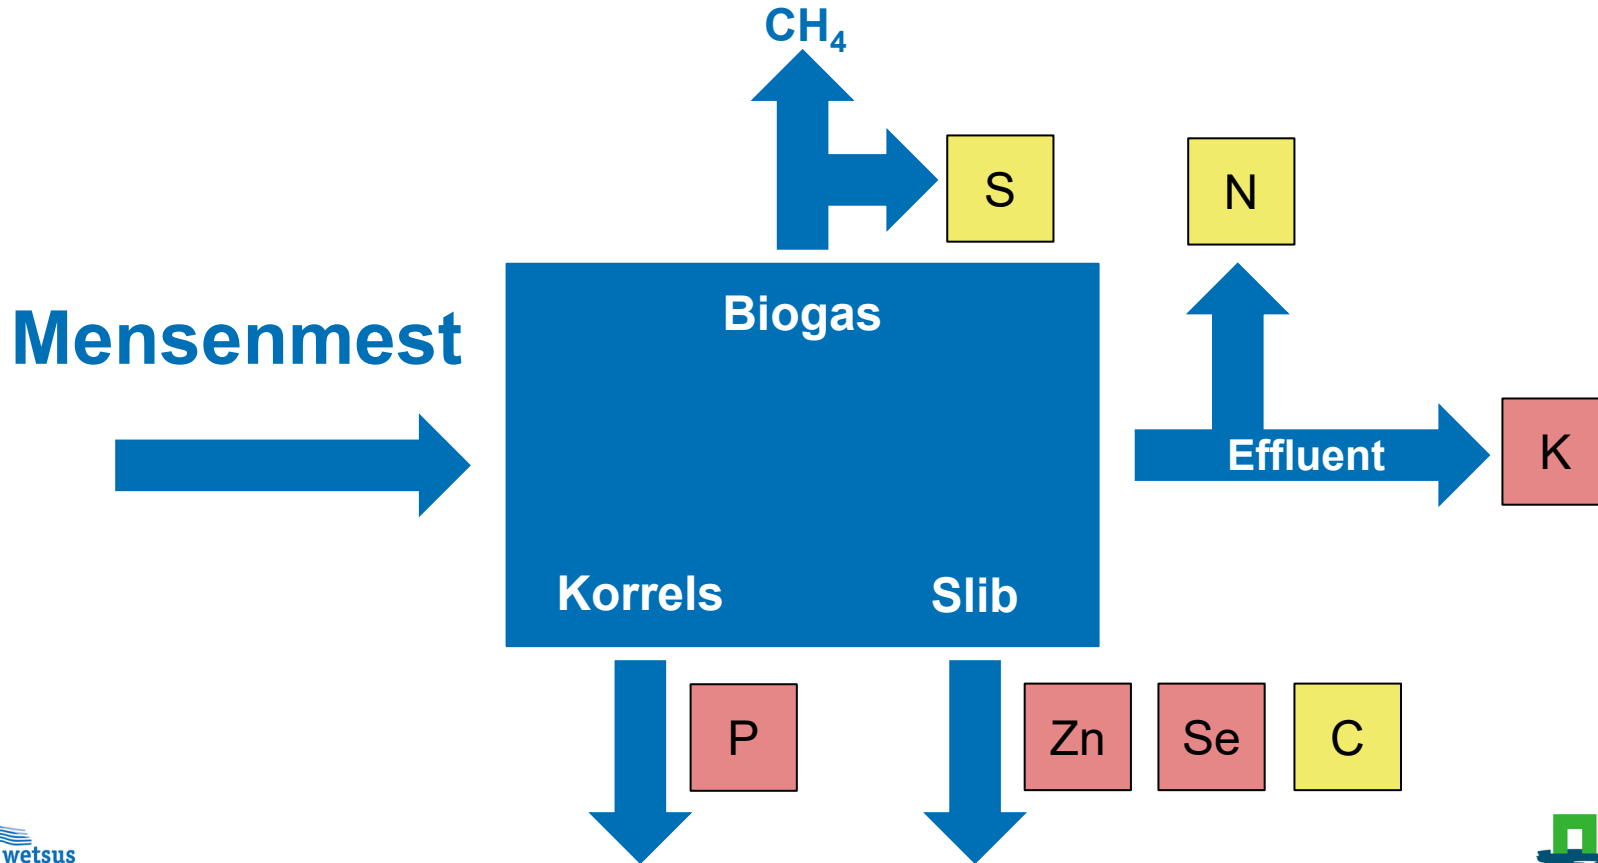 CH₄
S
N
Biogas
Mensenmest
Effluent
K
Korrels
Slib
P
Zn
Se
C
wetsus